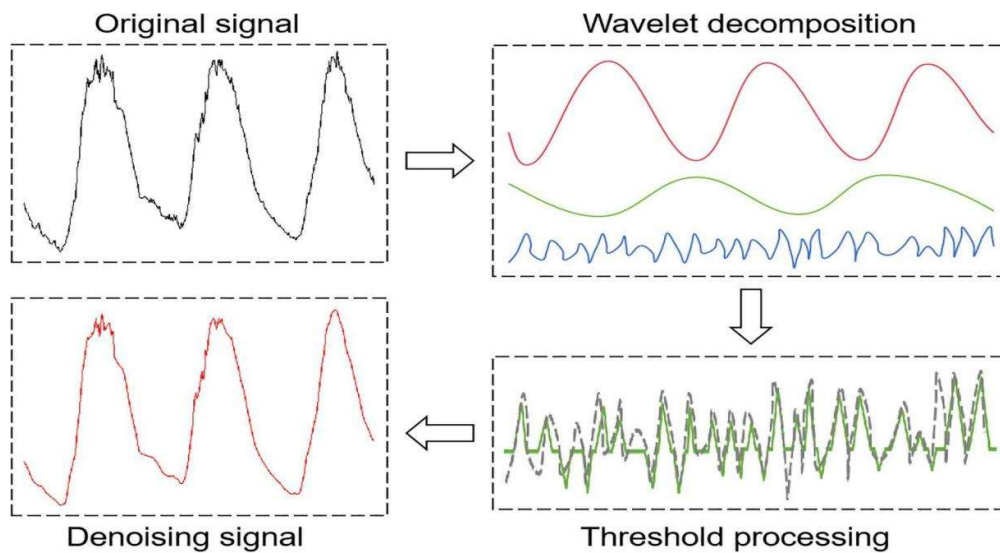 Original signal
Wavelet decomposition
Denoising signal
Threshold processing